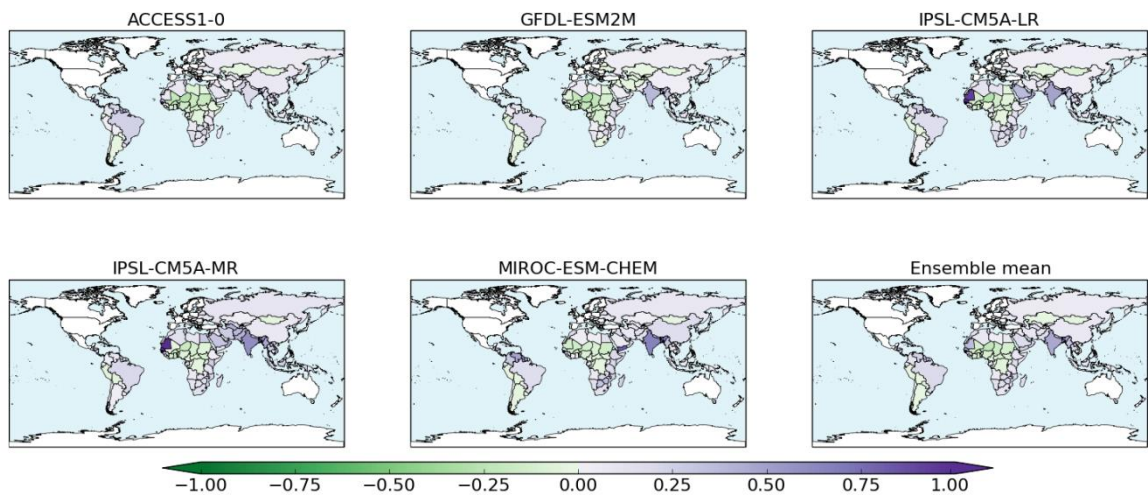 ACCESS1-0 GFDL-ESM2M IPSL-CM5A-LR
IPSL-CM5A-MR MIROC-ESM-CHEM Ensemble mean
−1.00 −0.75 −0.50 −0.25 0.00 0.25 0.50 0.75 1.00